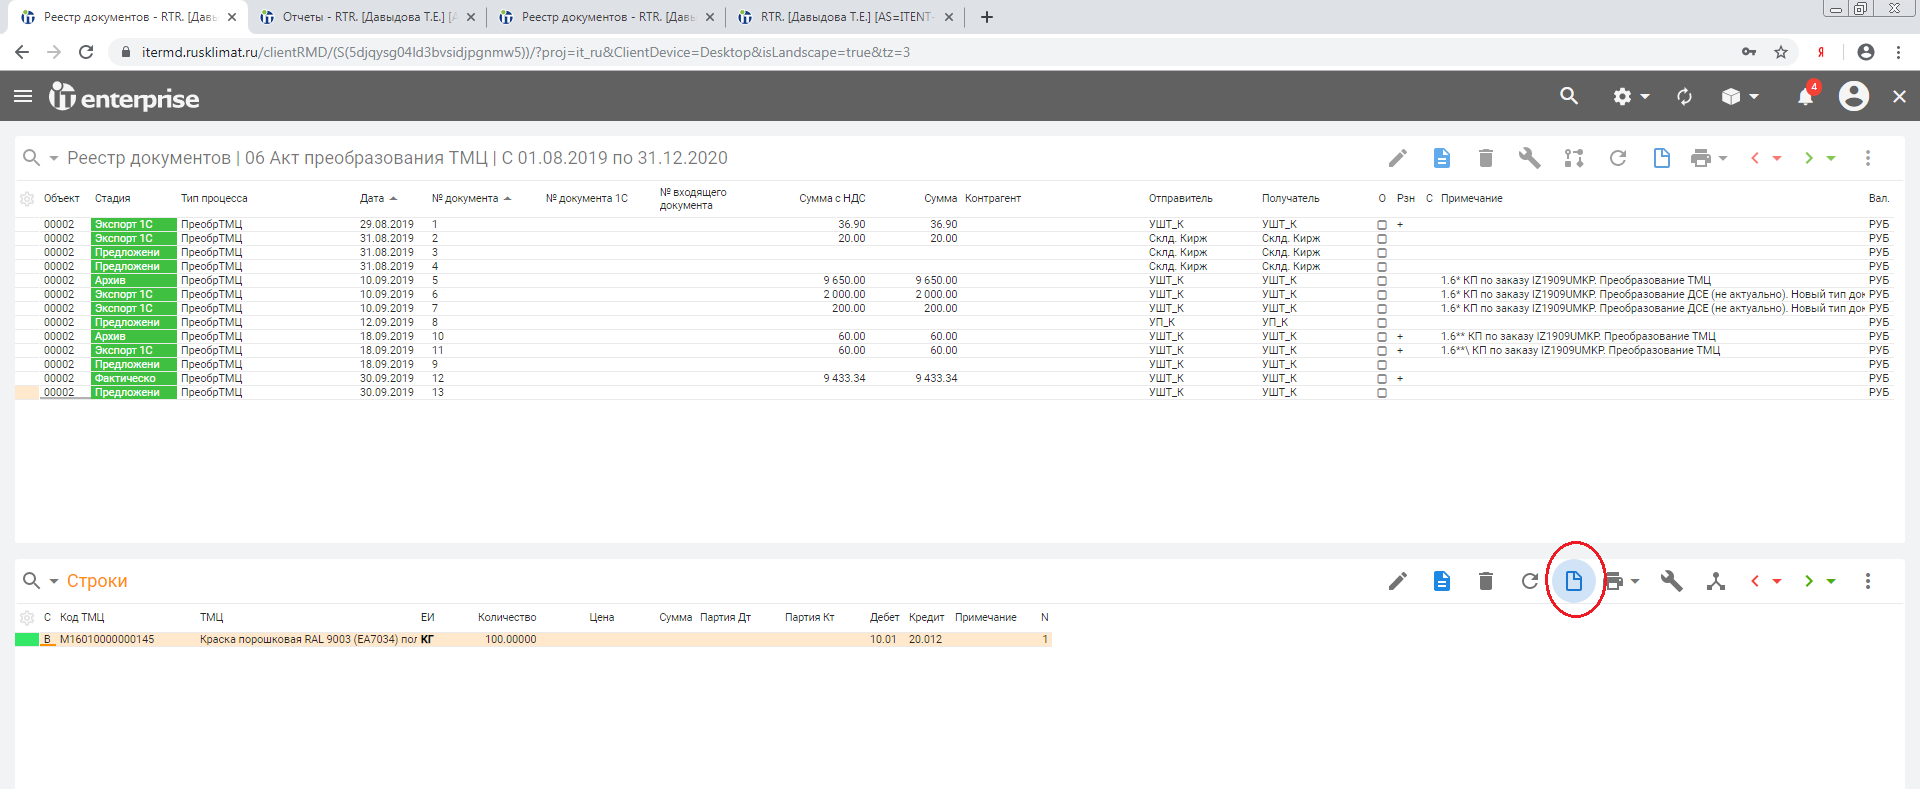 Реестр документов - RTR. [Давы
Отчеты - RTR. [Давыдова Т.Е.] [A
Реестр документов - RTR. [Давы
RTR. [Давыдова Т.Е.] [AS=ITENT-
itermd.rusklimat.ru/clientRMD/(S(5djqysg04ld3bvsidjpgnmw5))/?proj=it_ru&ClientDevice=Desktop&isLandscape=true&tz=3
Я
it enterprise
4
Реестр документов | 06 Акт преобразования ТМЦ | С 01.08.2019 по 31.12.2020
Объект Стадия Тип процесса Дата № документа № документа 1С № входящего документа Сумма с НДС Сумма Контрагент Отправитель Получатель О Рзн С Примечание Вал.
00002 Экспорт 1С ПреобрТМЦ 29.08.2019 1 36.90 36.90 УШТ_К УШТ_К + РУБ
00002 Экспорт 1С ПреобрТМЦ 31.08.2019 2 20.00 20.00 Склд. Кирж Склд. Кирж РУБ
00002 Предложени ПреобрТМЦ 31.08.2019 3 Склд. Кирж Склд. Кирж РУБ
00002 Предложени ПреобрТМЦ 31.08.2019 4 Склд. Кирж Склд. Кирж РУБ
00002 Архив ПреобрТМЦ 10.09.2019 5 9 650.00 9 650.00 УШТ_К УШТ_К 1.6* КП по заказу IZ1909UMKP. Преобразование ТМЦ РУБ
00002 Экспорт 1С ПреобрТМЦ 10.09.2019 6 2 000.00 2 000.00 УШТ_К УШТ_К 1.6* КП по заказу IZ1909UMKP. Преобразование ДСЕ (не актуально). Новый тип док РУБ
00002 Экспорт 1С ПреобрТМЦ 10.09.2019 7 200.00 200.00 УШТ_К УШТ_К 1.6* КП по заказу IZ1909UMKP. Преобразование ДСЕ (не актуально). Новый тип док РУБ
00002 Предложени ПреобрТМЦ 12.09.2019 8 УП_К УП_К РУБ
00002 Архив ПреобрТМЦ 18.09.2019 10 60.00 60.00 УШТ_К УШТ_К + 1.6** КП по заказу IZ1909UMKP. Преобразование ТМЦ РУБ
00002 Экспорт 1С ПреобрТМЦ 18.09.2019 11 60.00 60.00 УШТ_К УШТ_К + 1.6**\ КП по заказу IZ1909UMKP. Преобразование ТМЦ РУБ
00002 Предложени ПреобрТМЦ 18.09.2019 9 УШТ_К УШТ_К РУБ
00002 Фактическо ПреобрТМЦ 30.09.2019 12 9 433.34 9 433.34 УШТ_К УШТ_К + РУБ
00002 Предложени ПреобрТМЦ 30.09.2019 13 УШТ_К УШТ_К РУБ
Строки
С Код ТМЦ ТМЦ ЕИ Количество Цена Сумма Партия Дт Партия Кт Дебет Кредит Примечание N
В М16010000000145 Краска порошковая RAL 9003 (EA7034) пол КГ 100.00000 10.01 20.012 1